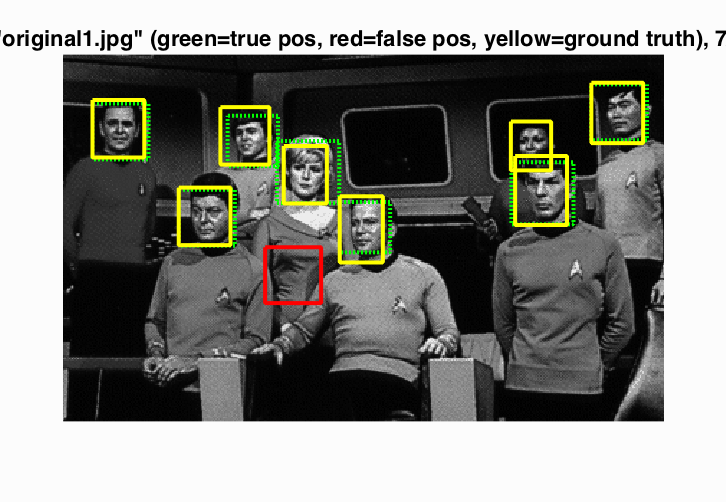 "original1.jpg" (green=true pos, red=false pos, yellow=ground truth), 7